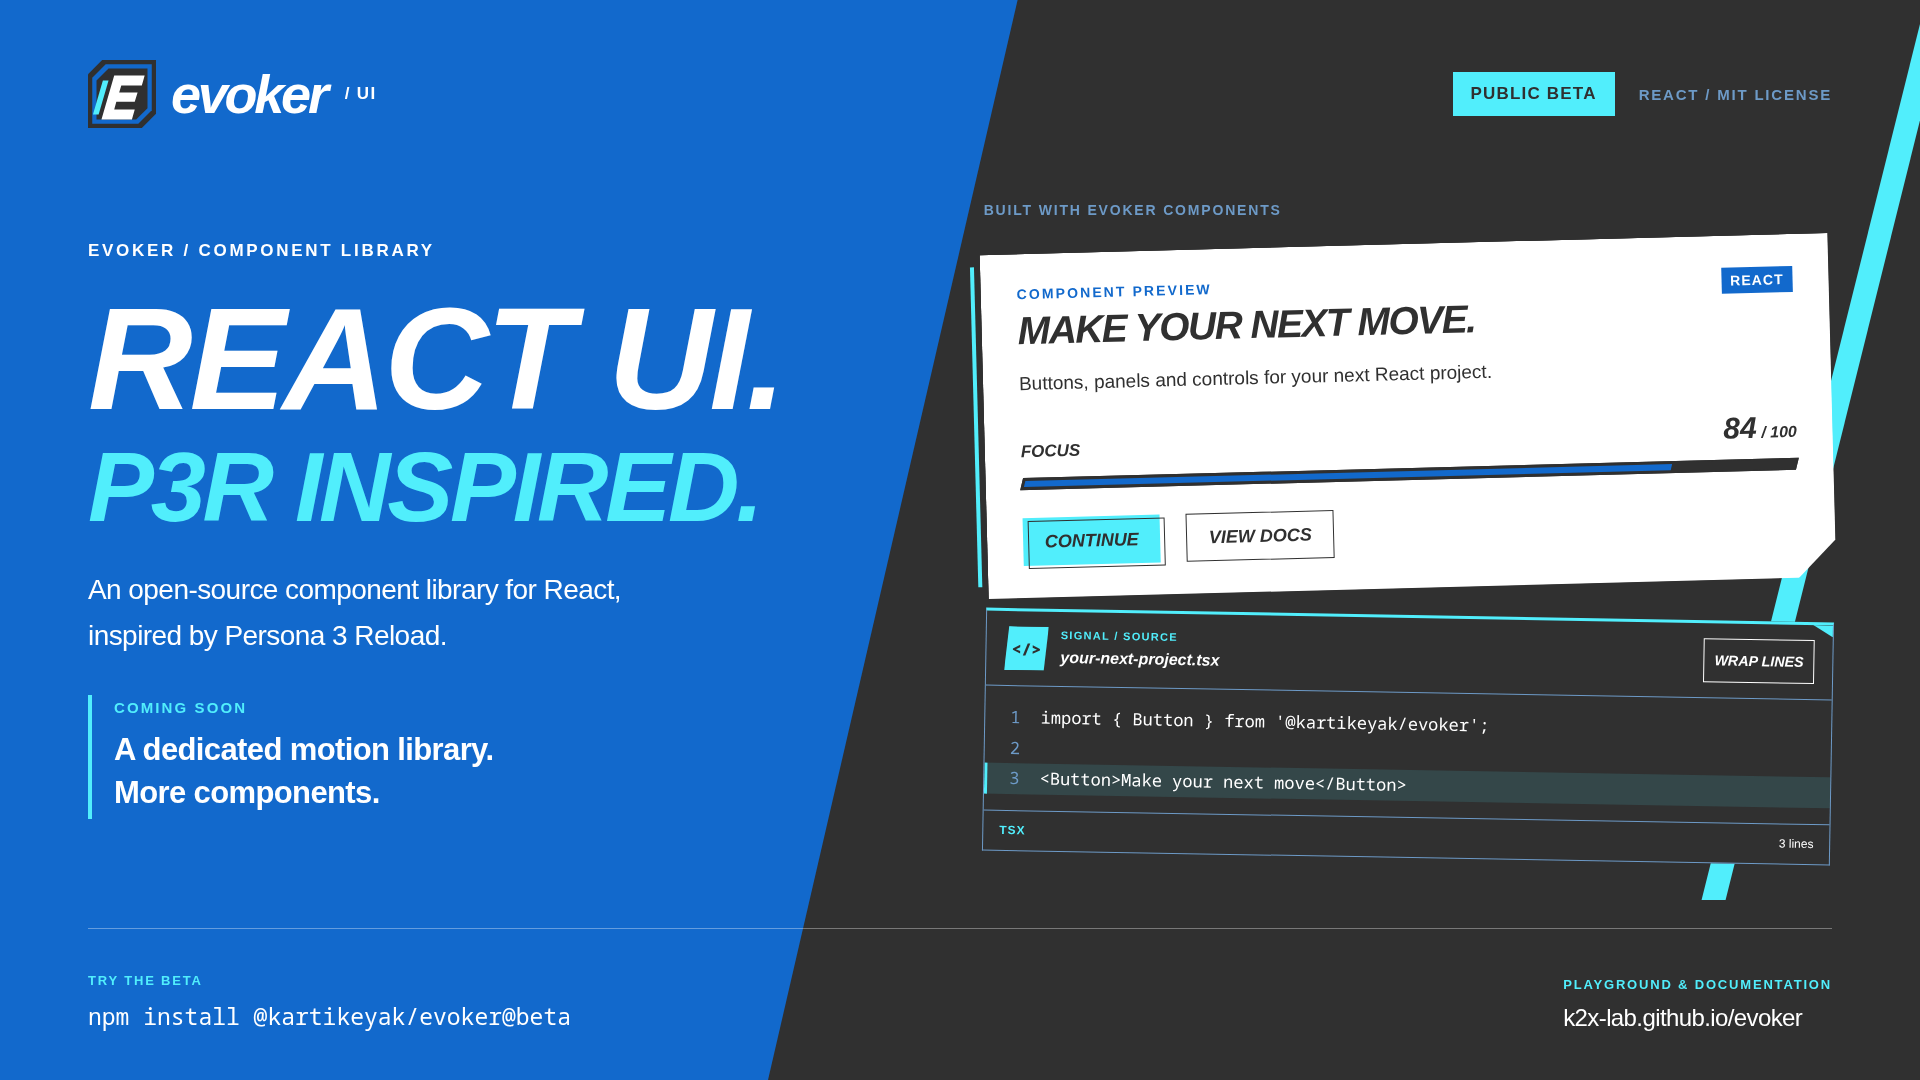 E evoker / UI
PUBLIC BETA
REACT / MIT LICENSE
EVOKER / COMPONENT LIBRARY
REACT UI.
P3R INSPIRED.
An open-source component library for React,
inspired by Persona 3 Reload.
COMING SOON
A dedicated motion library.
More components.
BUILT WITH EVOKER COMPONENTS
COMPONENT PREVIEW
REACT
MAKE YOUR NEXT MOVE.
Buttons, panels and controls for your next React project.
FOCUS
84 / 100
CONTINUE
VIEW DOCS
</>
SIGNAL / SOURCE
your-next-project.tsx
WRAP LINES
1 import { Button } from '@kartikeyak/evoker';
2
3 <Button>Make your next move</Button>
TSX
3 lines
TRY THE BETA
npm install @kartikeyak/evoker@beta
PLAYGROUND & DOCUMENTATION
k2x-lab.github.io/evoker